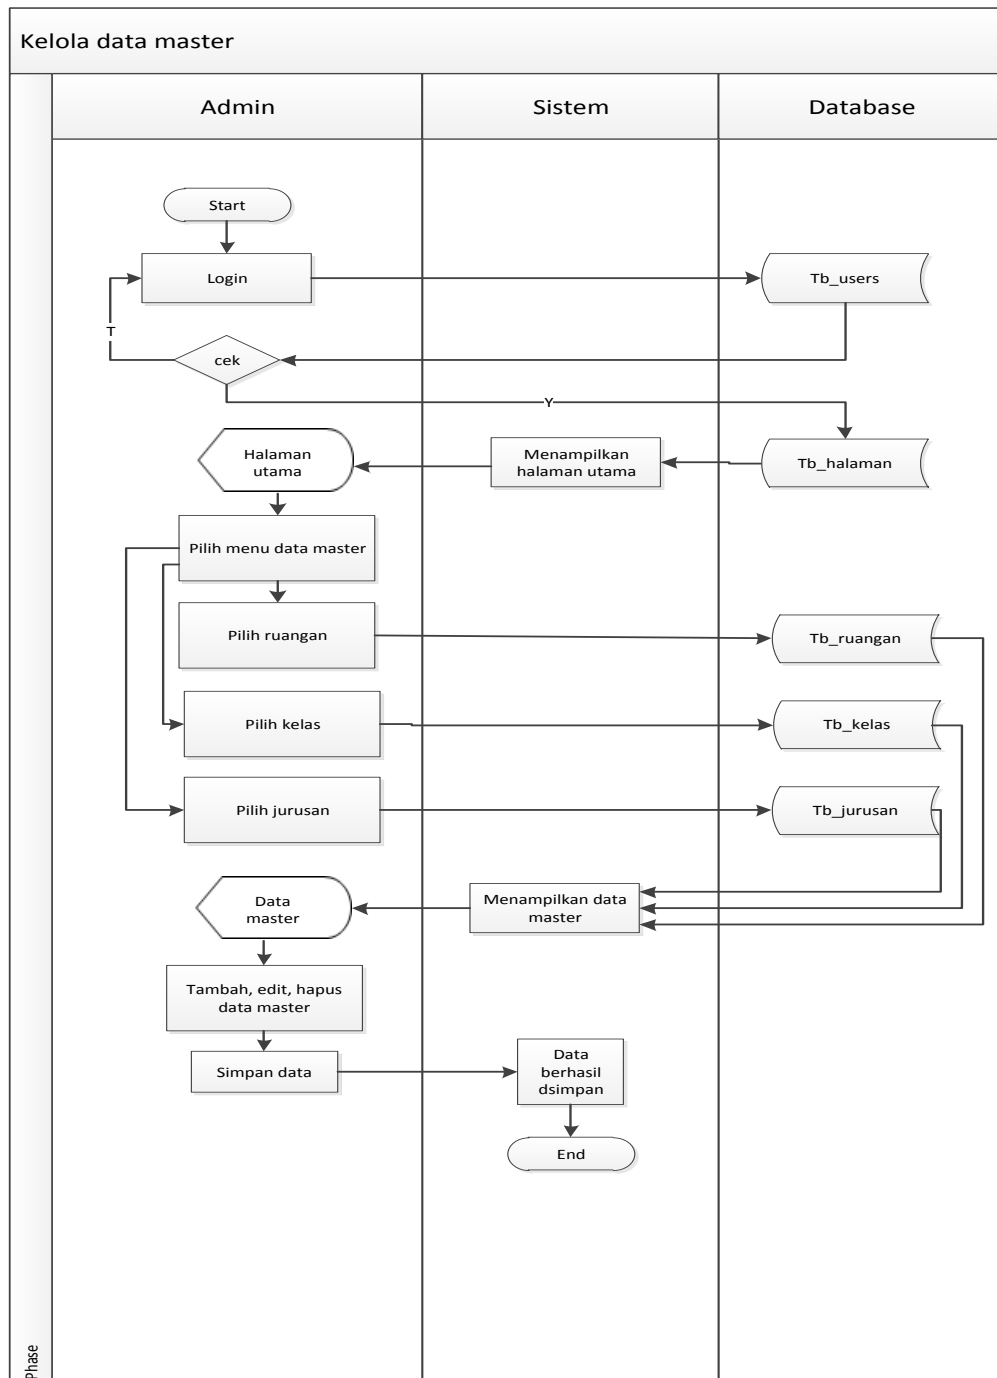 Kelola data master
Admin
Sistem
Database
Start
Login
Tb_users
T
cek
Y
Halaman
utama
Menampilkan
halaman utama
Tb_halaman
Pilih menu data master
Pilih ruangan
Tb_ruangan
Pilih kelas
Tb_kelas
Pilih jurusan
Tb_jurusan
Data
master
Menampilkan data
master
Tambah, edit, hapus
data master
Simpan data
Data
berhasil
dsimpan
End
Phase